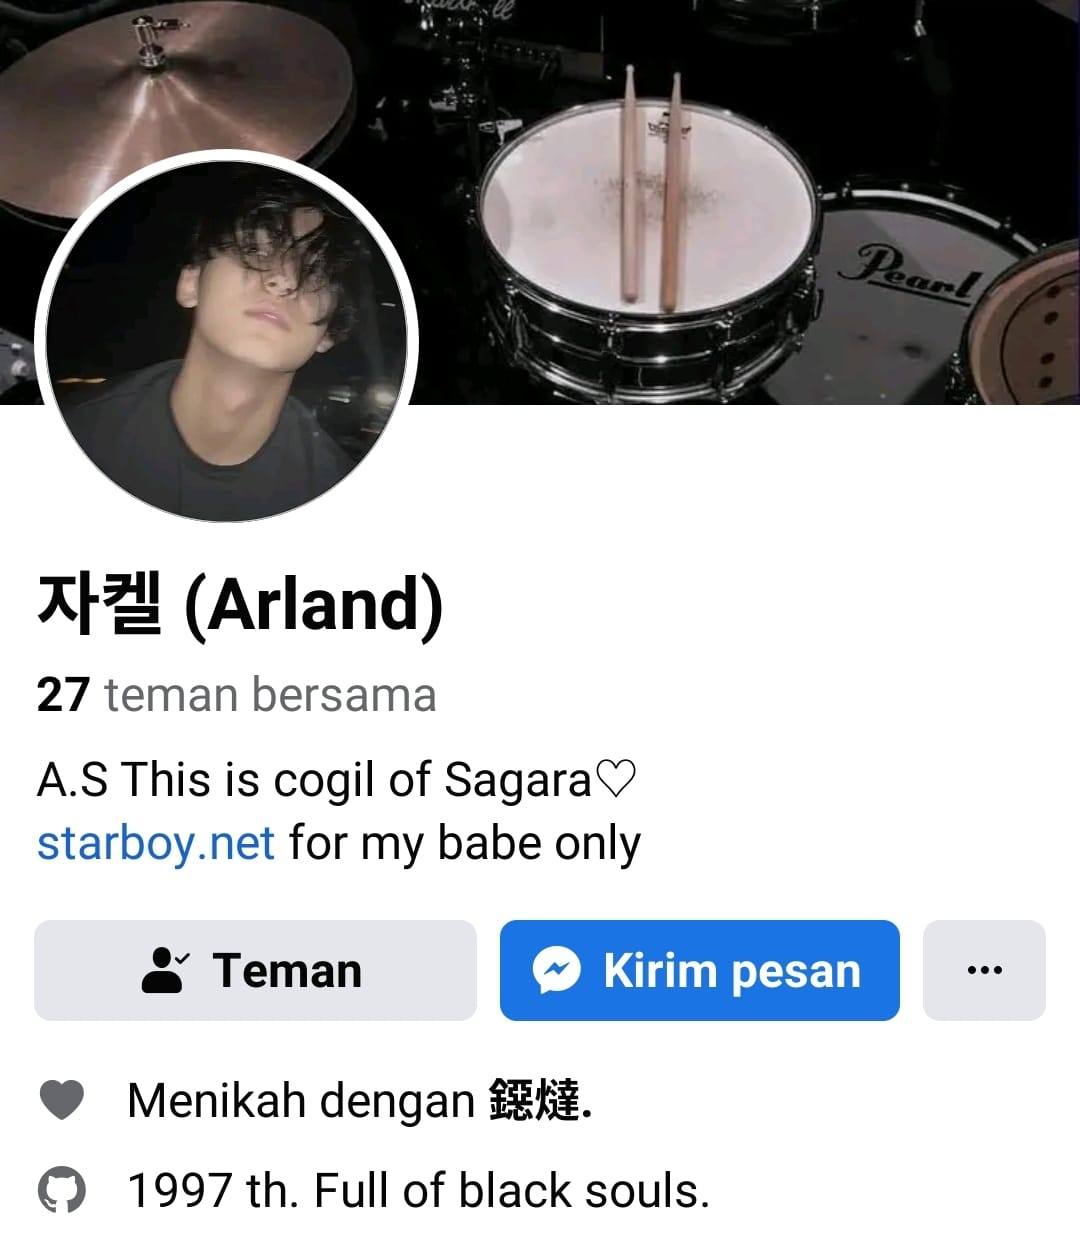 Pearl
자켈 (Arland)
27 teman bersama
A.S This is cogil of Sagara♡
starboy.net for my babe only
Teman
Kirim pesan
Menikah dengan 鐚燵.
1997 th. Full of black souls.